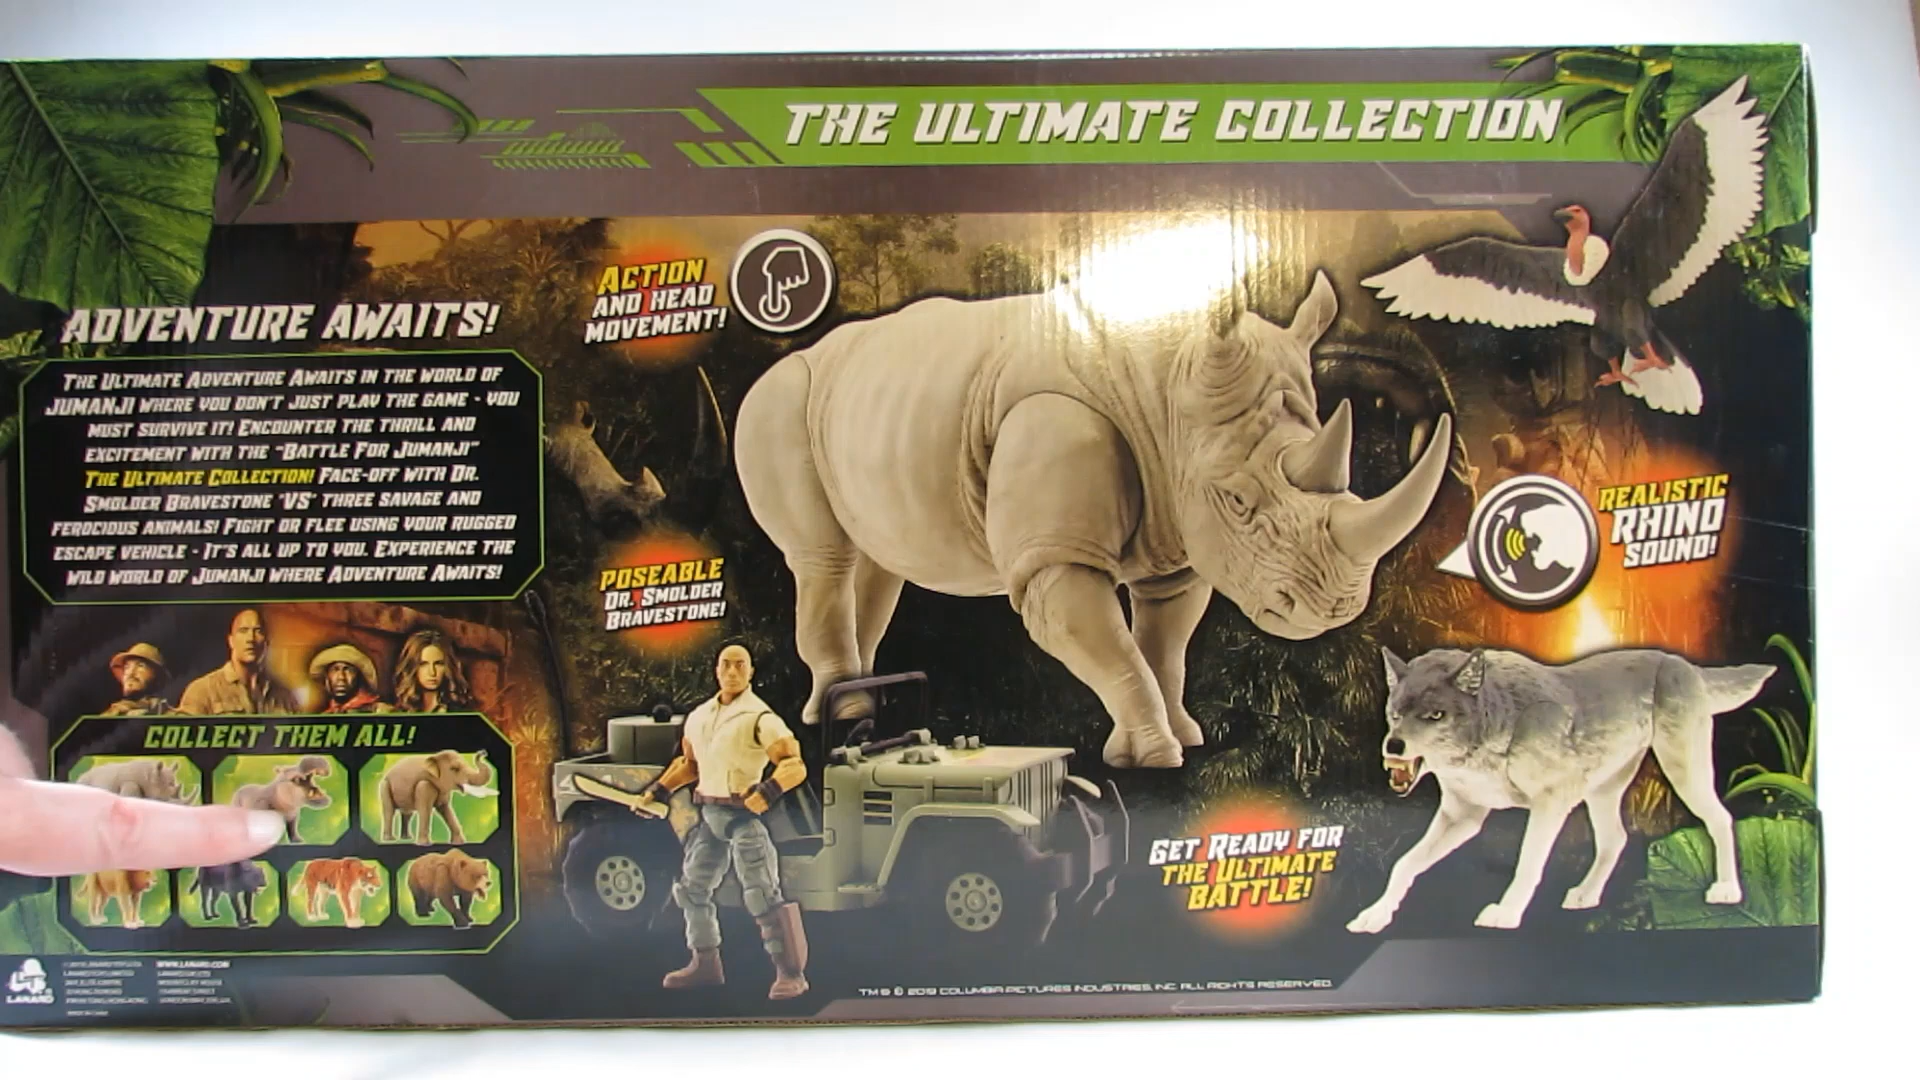 THE ULTIMATE COLLECTION
ACTION
AND HEAD
MOVEMENT!
ADVENTURE AWAITS!
THE ULTIMATE ADVENTURE AWAITS IN THE WORLD OF
JUMANJI WHERE YOU DON'T JUST PLAY THE GAME - YOU
MUST SURVIVE IT! ENCOUNTER THE THRILL AND
EXCITEMENT WITH THE "BATTLE FOR JUMANJI"
THE ULTIMATE COLLECTION! FACE-OFF WITH DR.
SMOLDER BRAVESTONE "VS" THREE SAVAGE AND
FEROCIOUS ANIMALS! FIGHT OR FLEE USING YOUR RUGGED
ESCAPE VEHICLE - IT'S ALL UP TO YOU. EXPERIENCE THE
WILD WORLD OF JUMANJI WHERE ADVENTURE AWAITS!
REALISTIC
RHINO
SOUND!
POSEABLE
DR. SMOLDER
BRAVESTONE!
COLLECT THEM ALL!
GET READY FOR
THE ULTIMATE
BATTLE!
LANARD
WWW.LANARD.COM
TM & © 2019 COLUMBIA PICTURES INDUSTRIES, INC. ALL RIGHTS RESERVED.